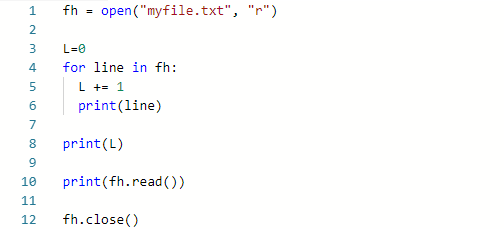 1 fh = open("myfile.txt", "r")
2
3 L=0
4 for line in fh:
5   L += 1
6   print(line)
7
8 print(L)
9
10 print(fh.read())
11
12 fh.close()